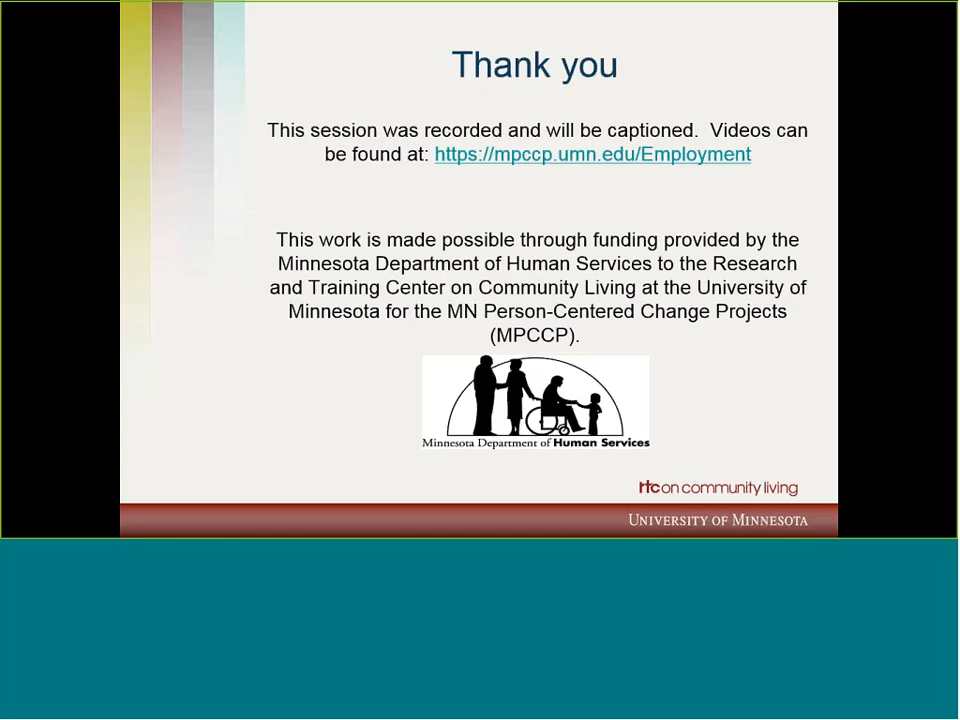 Thank you
This session was recorded and will be captioned.  Videos can
be found at: https://mpccp.umn.edu/Employment
This work is made possible through funding provided by the
Minnesota Department of Human Services to the Research
and Training Center on Community Living at the University of
Minnesota for the MN Person-Centered Change Projects
(MPCCP).
Minnesota Department of Human Services
rtc on community living
UNIVERSITY OF MINNESOTA